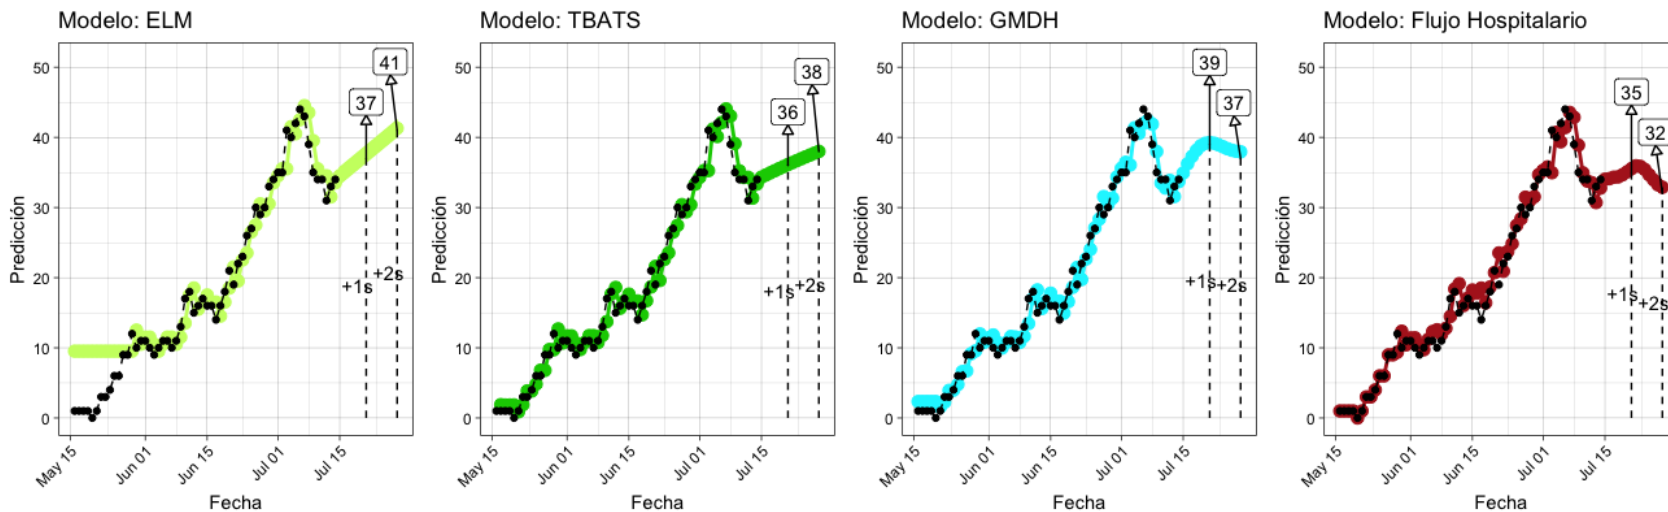 Modelo: ELM
50
40
30
20
10
0
Predicción
37
41
+1s
+2s
May 15
Jun 01
Jun 15
Jul 01
Jul 15
Fecha
Modelo: TBATS
50
40
30
20
10
0
Predicción
36
38
+1s
+2s
May 15
Jun 01
Jun 15
Jul 01
Jul 15
Fecha
Modelo: GMDH
50
40
30
20
10
0
Predicción
39
37
+1s
+2s
May 15
Jun 01
Jun 15
Jul 01
Jul 15
Fecha
Modelo: Flujo Hospitalario
50
40
30
20
10
0
Predicción
35
32
+1s
+2s
May 15
Jun 01
Jun 15
Jul 01
Jul 15
Fecha